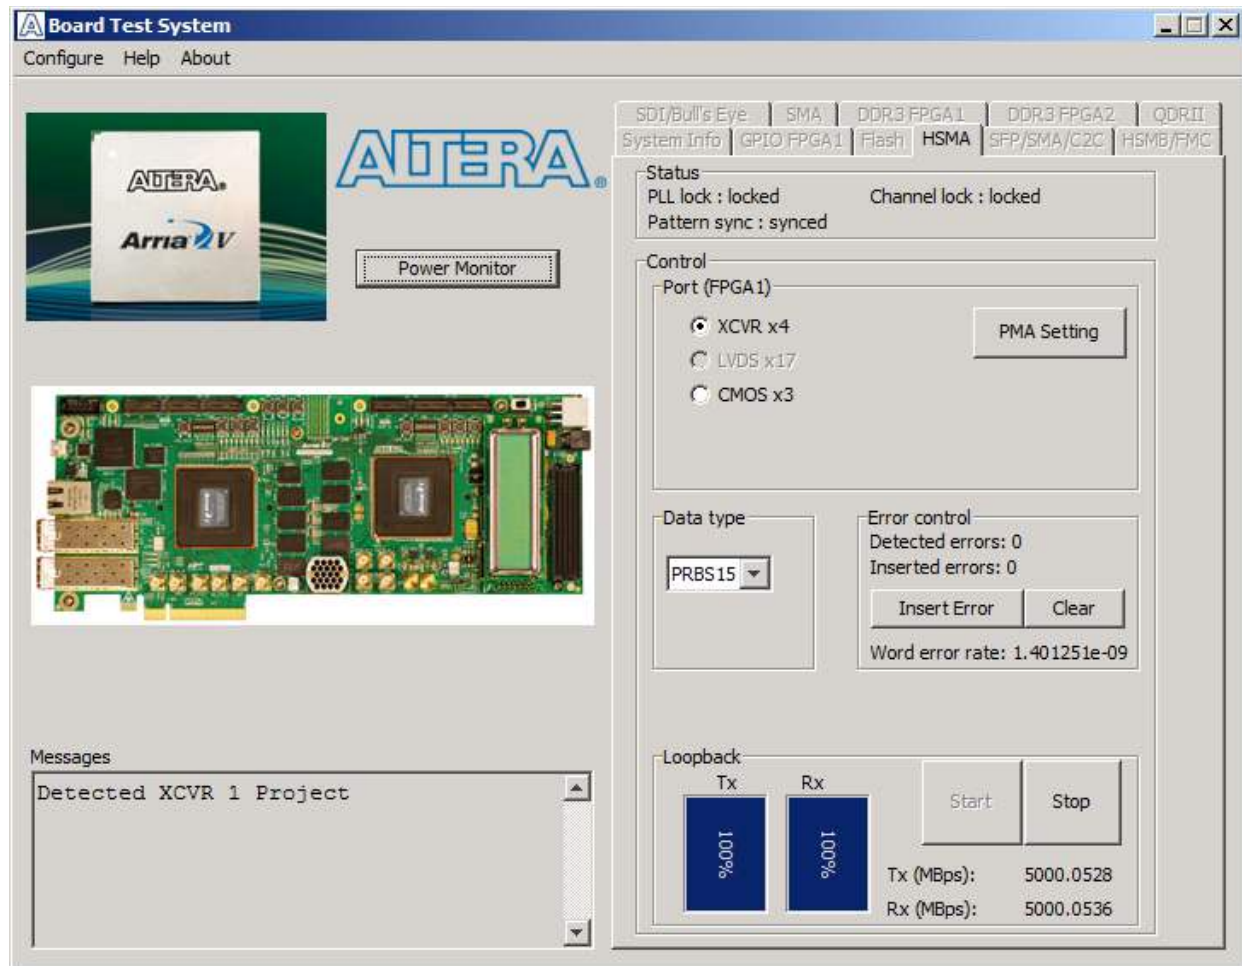 Board Test System
Configure Help About
ALTERA®
Arria V
ALTERA®
Power Monitor
SDI/Bull's Eye SMA DDR3 FPGA1 DDR3 FPGA2 QDRII
System Info GPIO FPGA1 Flash HSMA SFP/SMA/C2C HSMB/FMC
Status
PLL lock : locked Channel lock : locked
Pattern sync : synced
Control
Port (FPGA1)
XCVR x4
PMA Setting
LVDS x17
CMOS x3
Data type
PRBS15
Error control
Detected errors: 0
Inserted errors: 0
Insert Error Clear
Word error rate: 1.401251e-09
Messages
Detected XCVR 1 Project
Loopback
Tx Rx
100% 100%
Start Stop
Tx (MBps): 5000.0528
Rx (MBps): 5000.0536